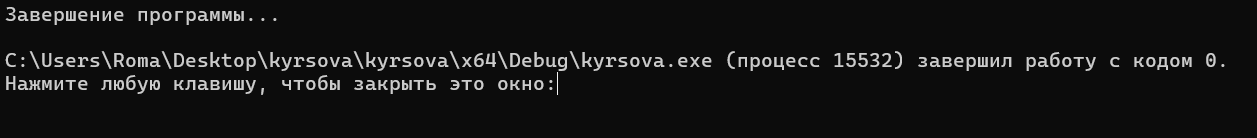 Завершение программы...
C:\Users\Roma\Desktop\kyrsova\kyrsova\x64\Debug\kyrsova.exe (процесс 15532) завершил работу с кодом 0.
Нажмите любую клавишу, чтобы закрыть это окно: